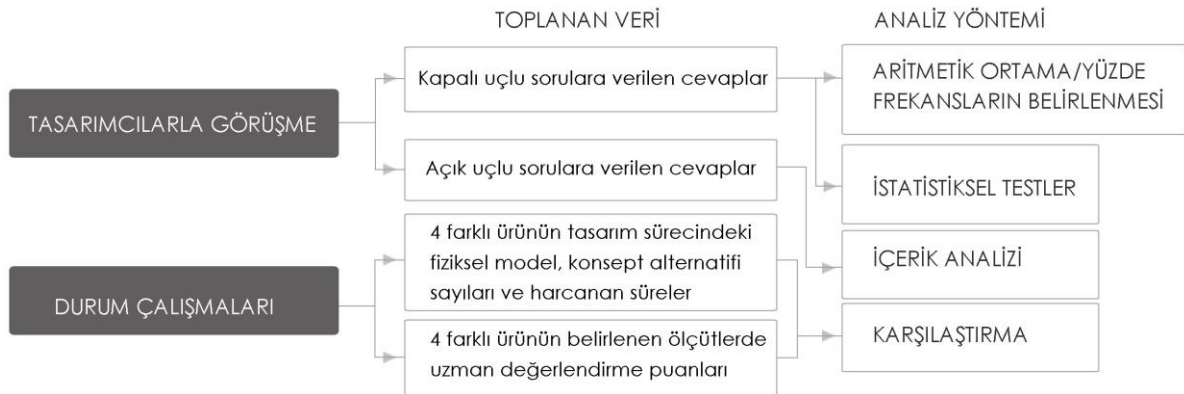 TOPLANAN VERİ
ANALİZ YÖNTEMİ
TASARIMCILARLA GÖRÜŞME
Kapalı uçlu sorulara verilen cevaplar
ARİTMETİK ORTAMA/YÜZDE
FREKANSLARIN BELİRLENMESİ
Açık uçlu sorulara verilen cevaplar
İSTATİSTİKSEL TESTLER
DURUM ÇALIŞMALARI
4 farklı ürünün tasarım sürecindeki
fiziksel model, konsept alternatifi
sayıları ve harcanan süreler
İÇERİK ANALİZİ
4 farklı ürünün belirlenen ölçütlerde
uzman değerlendirme puanları
KARŞILAŞTIRMA